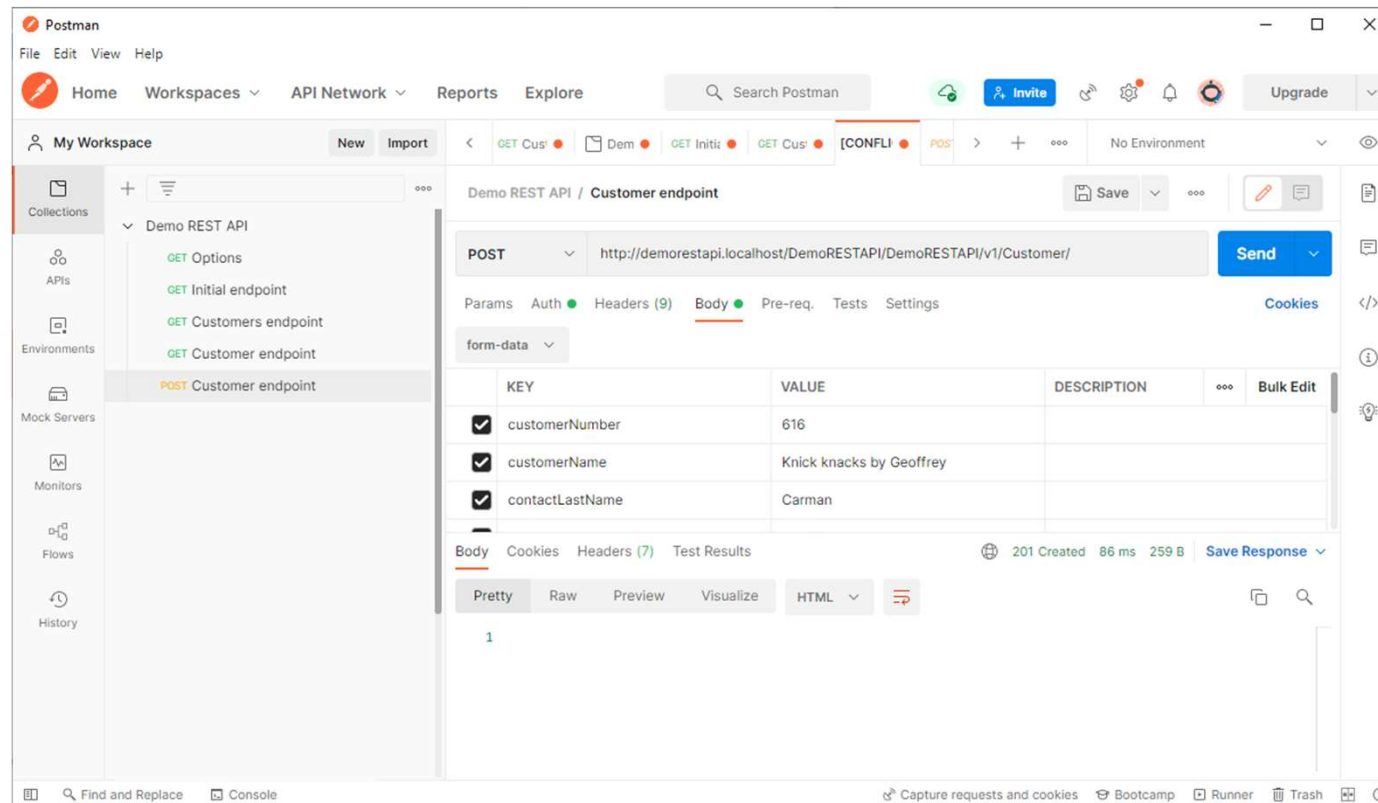 Postman
File Edit View Help
Home Workspaces API Network Reports Explore Search Postman Invite Upgrade
My Workspace New Import GET Cus Dem GET Initi GET Cus [CONFLI POS No Environment
Collections
APIs
Environments
Mock Servers
Monitors
Flows
History
Demo REST API
GET Options
GET Initial endpoint
GET Customers endpoint
GET Customer endpoint
POST Customer endpoint
Demo REST API / Customer endpoint Save
POST http://demorestapi.localhost/DemoRESTAPI/DemoRESTAPI/v1/Customer/ Send
Params Auth Headers (9) Body Pre-req. Tests Settings Cookies
form-data
KEY VALUE DESCRIPTION Bulk Edit
customerNumber 616
customerName Knick knacks by Geoffrey
contactLastName Carman
Body Cookies Headers (7) Test Results 201 Created 86 ms 259 B Save Response
Pretty Raw Preview Visualize HTML
1
Find and Replace Console Capture requests and cookies Bootcamp Runner Trash